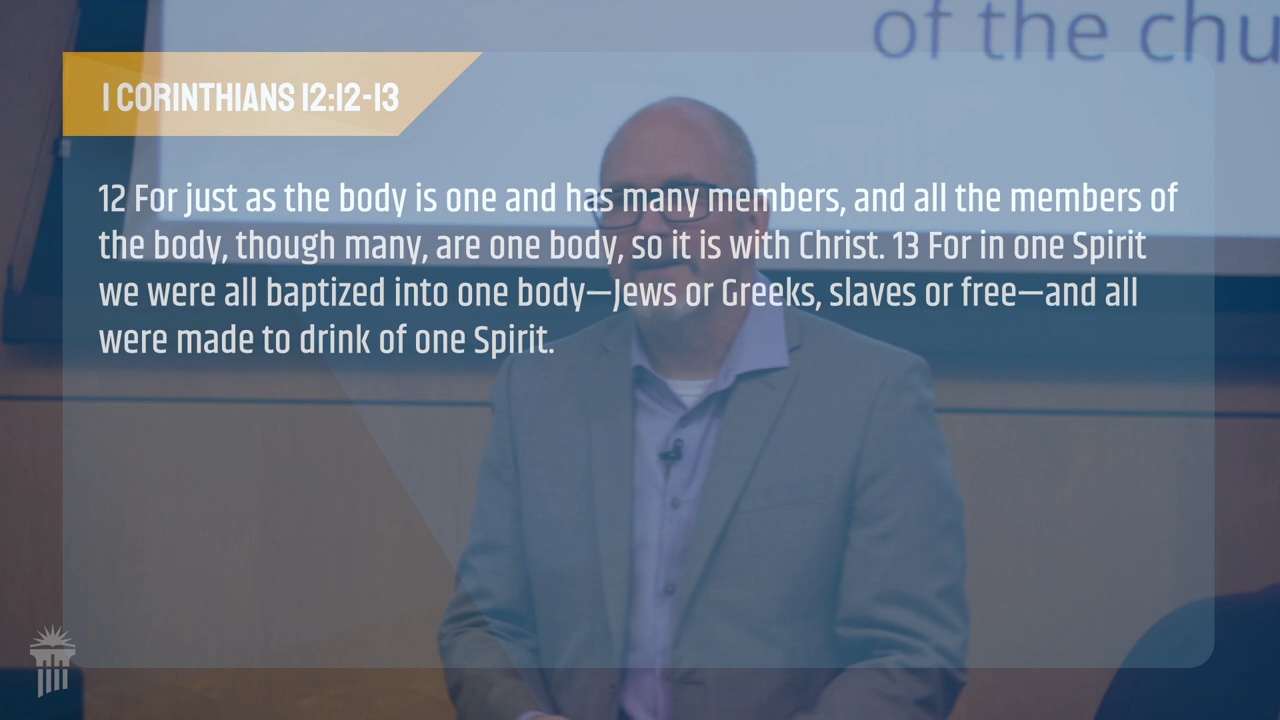 of the chu
1 CORINTHIANS 12:12-13
12 For just as the body is one and has many members, and all the members of
the body, though many, are one body, so it is with Christ. 13 For in one Spirit
we were all baptized into one body—Jews or Greeks, slaves or free—and all
were made to drink of one Spirit.